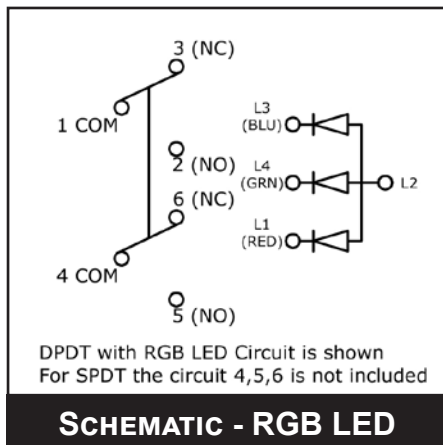 3 (NC)
1 COM
2 (NO)
6 (NC)
4 COM
5 (NO)
L3
(BLU)
L4
(GRN)
L2
L1
(RED)
DPDT with RGB LED Circuit is shown
For SPDT the circuit 4,5,6 is not included
SCHEMATIC - RGB LED